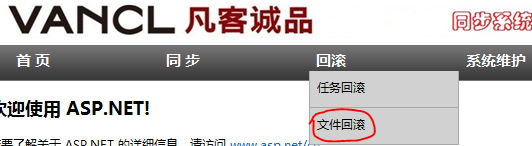 VANCL 凡客诚品 同步系统
首 页 同 步 回滚 系统维护
任务回滚
欢迎使用 ASP.NET!
文件回滚
要了解关于 ASP.NET 的详细信息，请访问 www.asp.net/